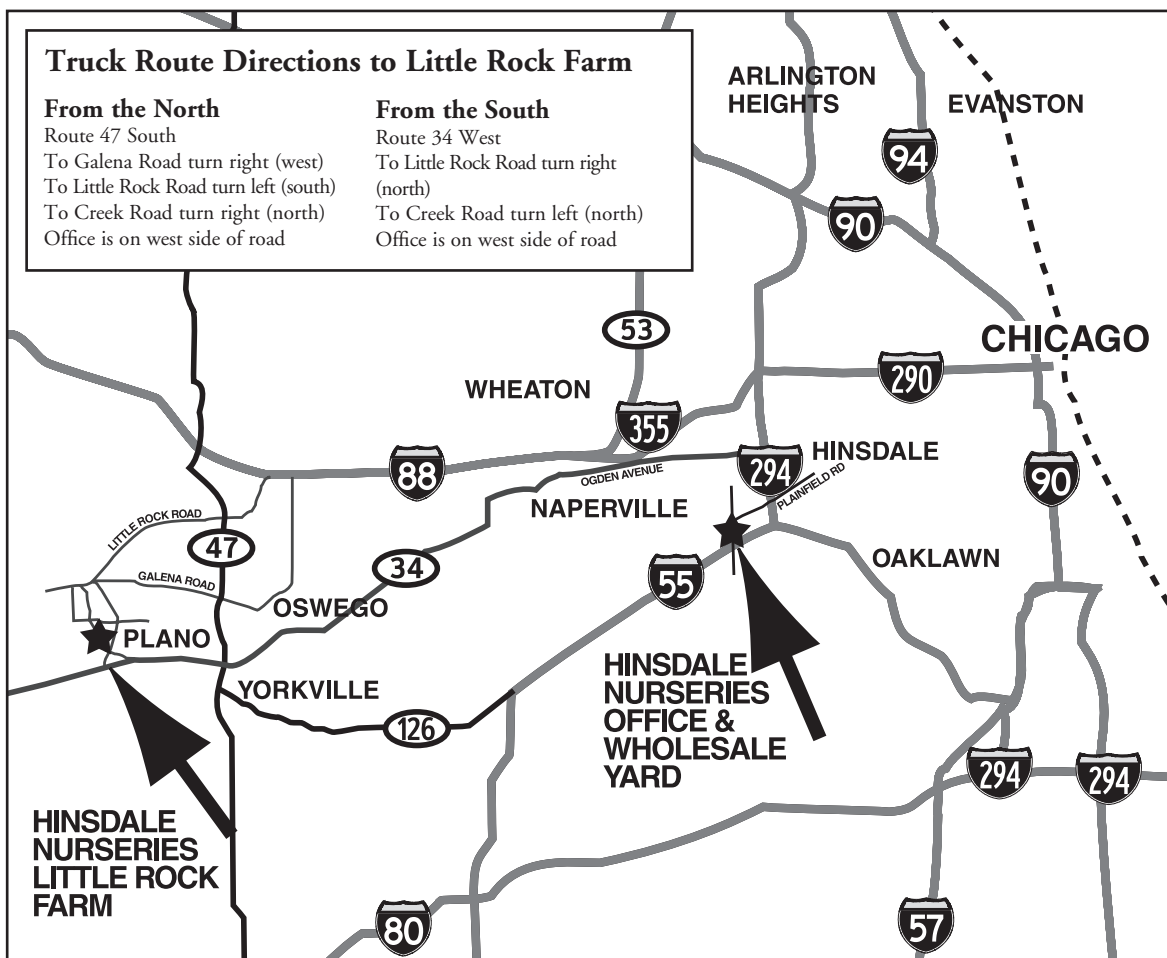 Truck Route Directions to Little Rock Farm
From the North
Route 47 South
To Galena Road turn right (west)
To Little Rock Road turn left (south)
To Creek Road turn right (north)
Office is on west side of road
From the South
Route 34 West
To Little Rock Road turn right
(north)
To Creek Road turn left (north)
Office is on west side of road
ARLINGTON
HEIGHTS
EVANSTON
94
90
53
CHICAGO
WHEATON
290
355
88
294
HINSDALE
OGDEN AVENUE
PLAINFIELD RD
90
NAPERVILLE
LITTLE ROCK ROAD
47
34
55
OAKLAWN
GALENA ROAD
OSWEGO
PLANO
YORKVILLE
126
HINSDALE
NURSERIES
OFFICE &
WHOLESALE
YARD
294
294
HINSDALE
NURSERIES
LITTLE ROCK
FARM
80
57